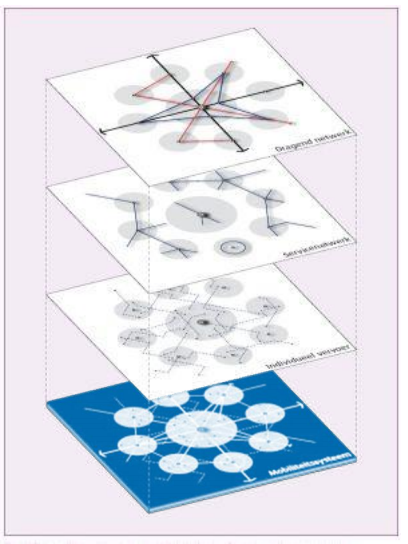 Dragend netwerk
Servicenetwerk
Individueel vervoer
Mobiliteitssysteem